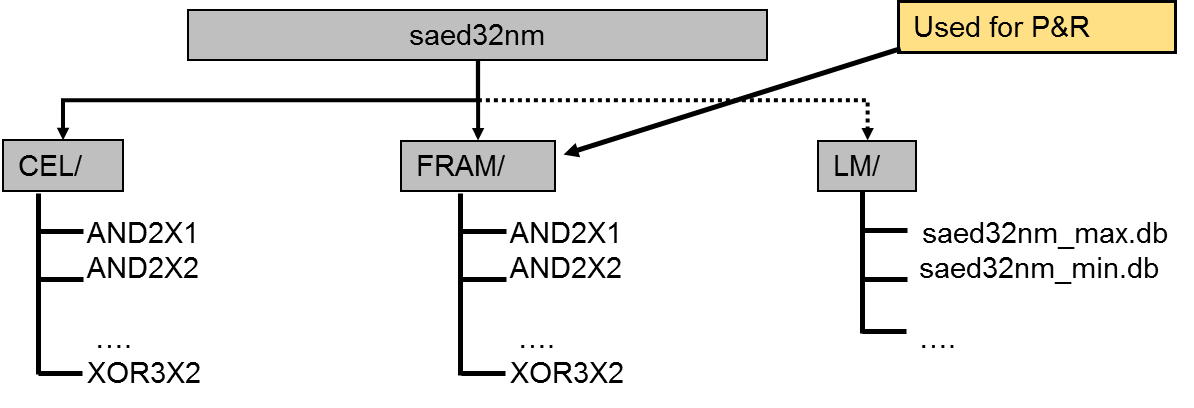 saed32nm
Used for P&R
CEL/
FRAM/
LM/
AND2X1
AND2X2
....
XOR3X2
AND2X1
AND2X2
....
XOR3X2
saed32nm_max.db
saed32nm_min.db
....